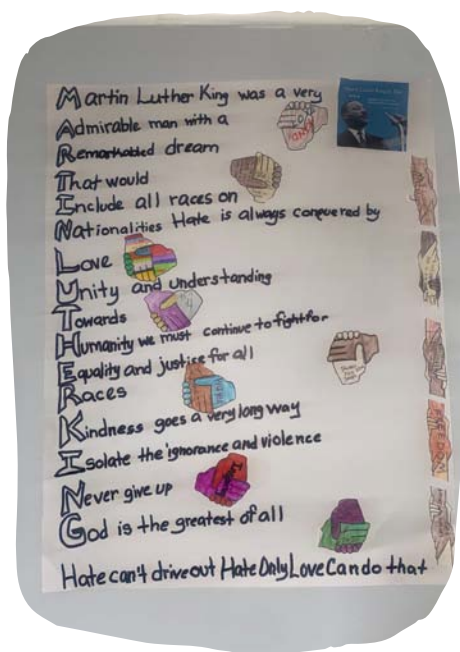 Martin Luther King was a very
Admirable man with a
Remarkabled dream
That would
Include all races on
Nationalities Hate is always conquered by
Love
Unity and understanding
Towards
Humanity we must continue to fight for
Equality and justice for all
Races
Kindness goes a very long way
Isolate the ignorance and violence
Never give up
God is the greatest of all
Hate can't drive out Hate Only Love Can do that
FREEDOM